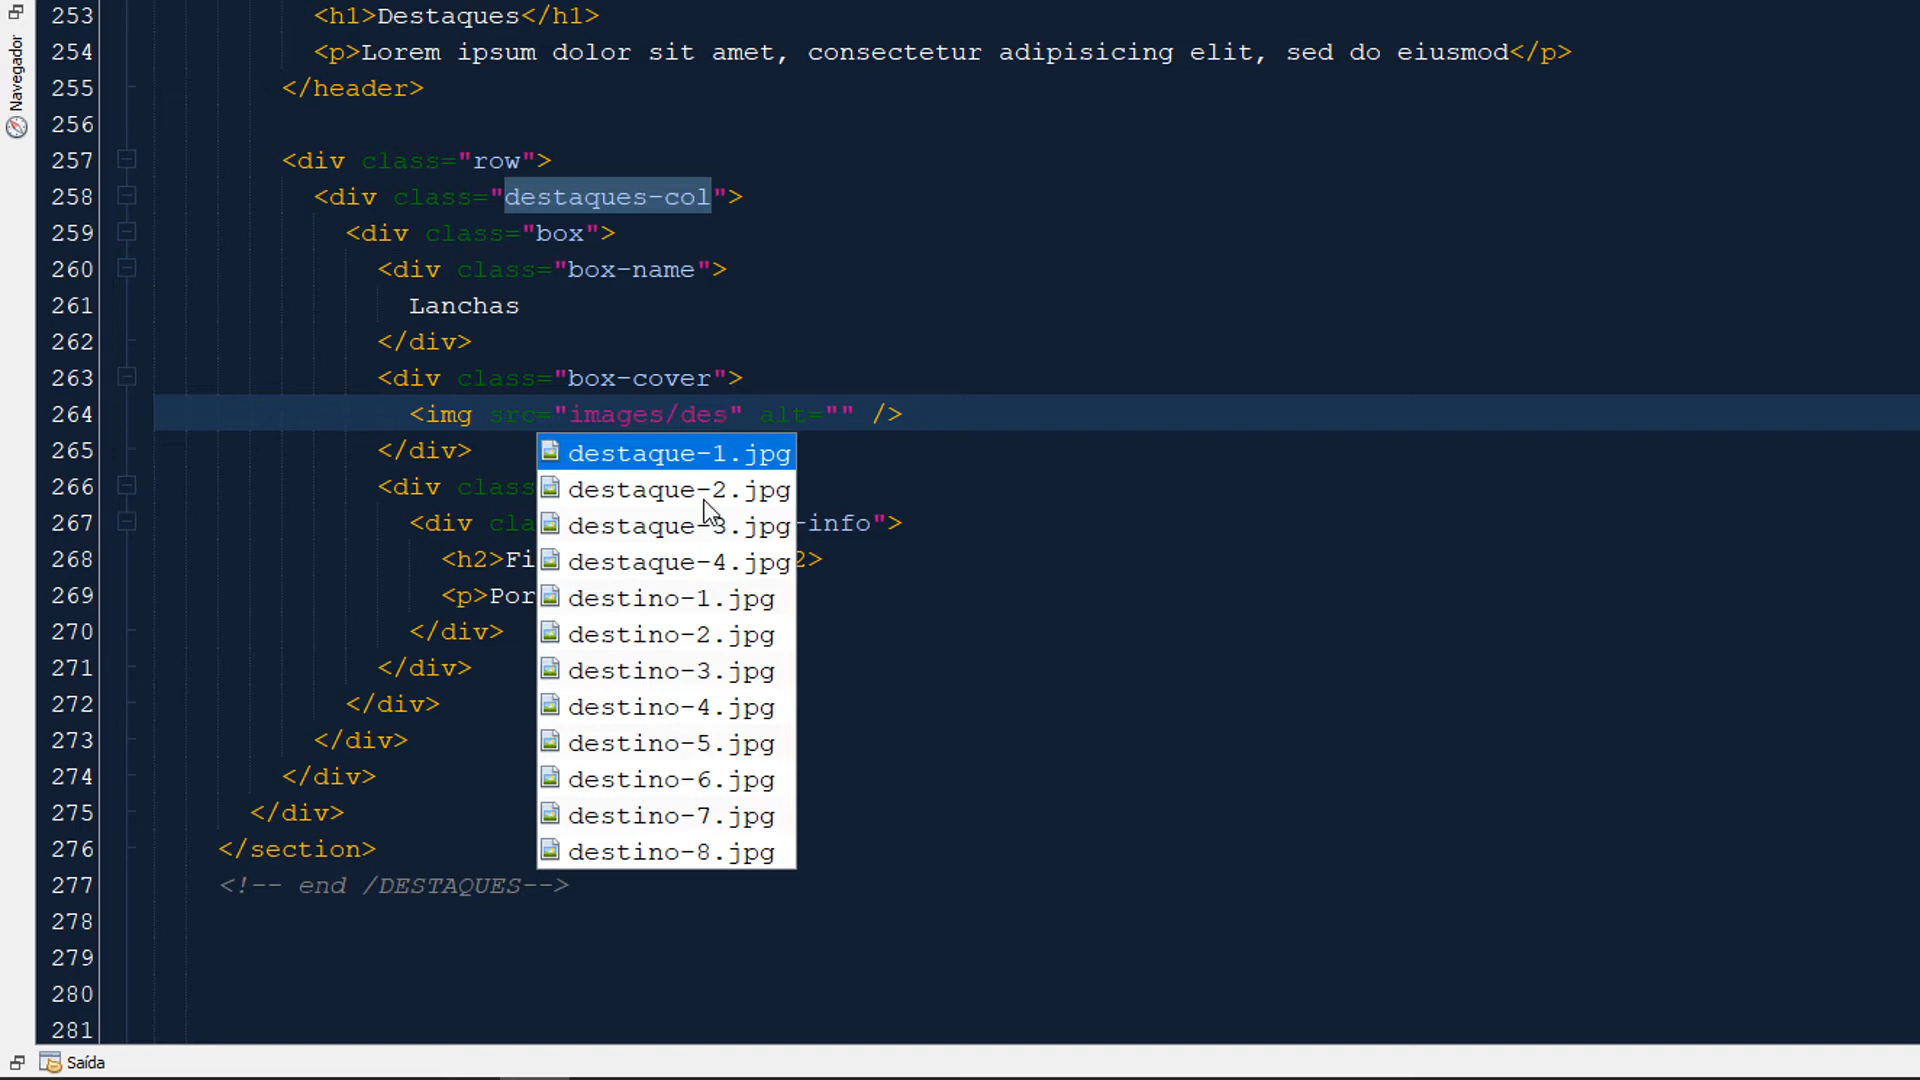 Navegador
253 <h1>Destaques</h1>
254 <p>Lorem ipsum dolor sit amet, consectetur adipisicing elit, sed do eiusmod</p>
255 </header>
256
257 <div class="row">
258 <div class="destaques-col">
259 <div class="box">
260 <div class="box-name">
261 Lanchas
262 </div>
263 <div class="box-cover">
264 <img src="images/des" alt="" />
265 </div>
266 <div class
267 <div cla -info">
268 <h2>Fi 2>
269 <p>Por
270 </div>
271 </div>
272 </div>
273 </div>
274 </div>
275 </div>
276 </section>
277 <!-- end /DESTAQUES-->
278
279
280
281
destaque-1.jpg
destaque-2.jpg
destaque-3.jpg
destaque-4.jpg
destino-1.jpg
destino-2.jpg
destino-3.jpg
destino-4.jpg
destino-5.jpg
destino-6.jpg
destino-7.jpg
destino-8.jpg
Saída